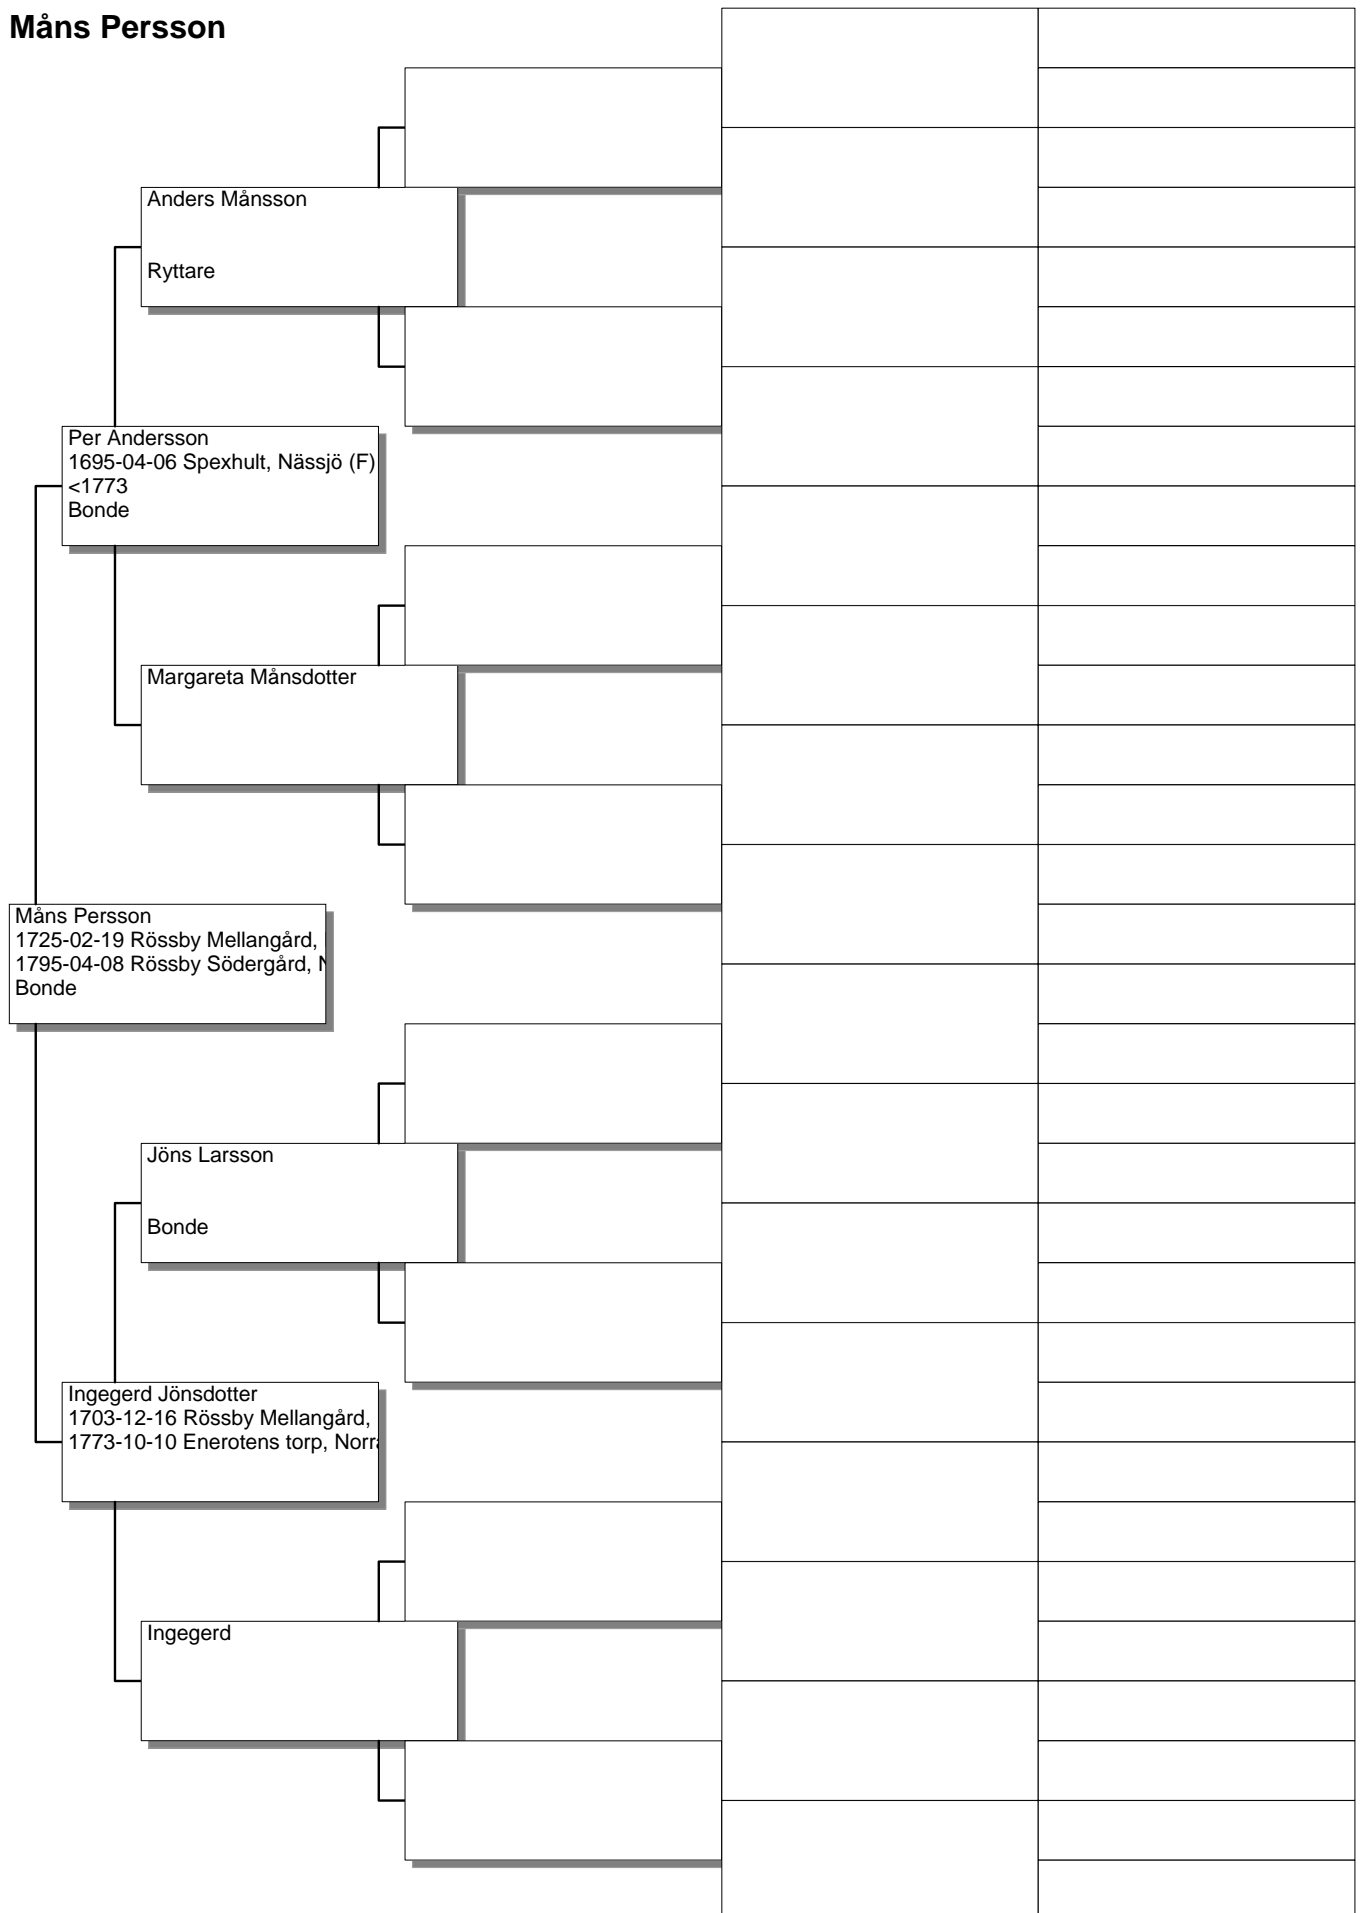 Måns Persson
Anders Månsson
Ryttare
Per Andersson
1695-04-06 Spexhult, Nässjö (F)
<1773
Bonde
Margareta Månsdotter
Måns Persson
1725-02-19 Rössby Mellangård,
1795-04-08 Rössby Södergård, N
Bonde
Jöns Larsson
Bonde
Ingegerd Jönsdotter
1703-12-16 Rössby Mellangård,
1773-10-10 Enerotens torp, Norra
Ingegerd